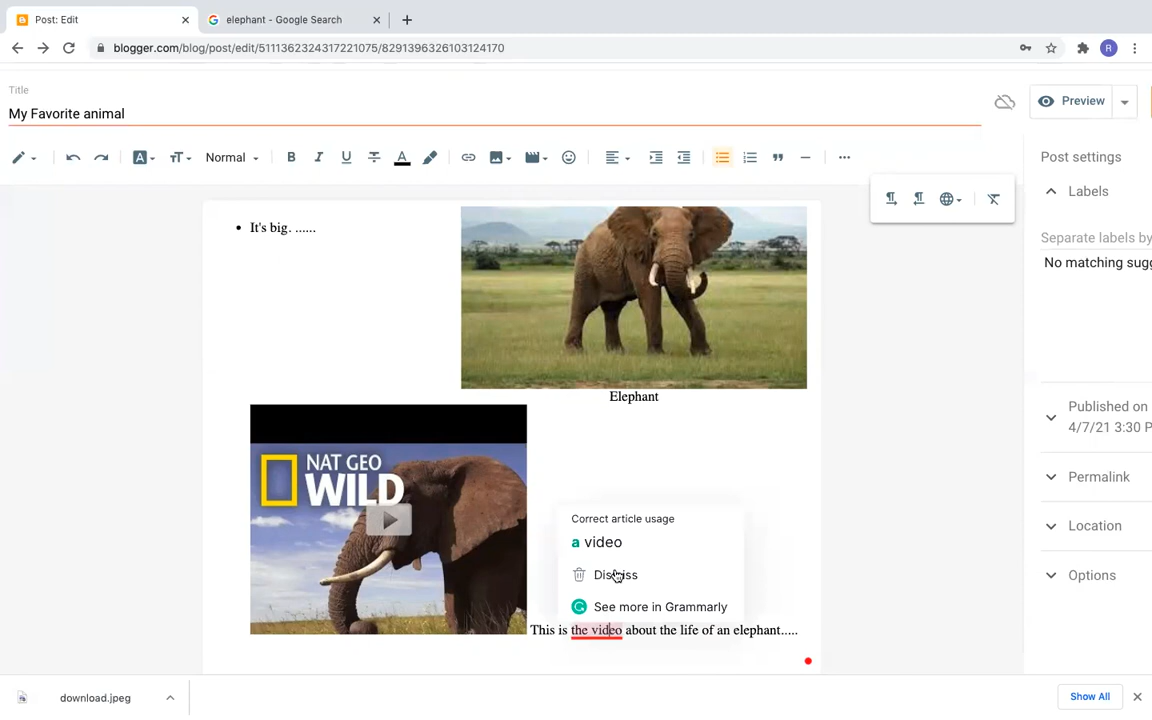 Post: Edit
elephant - Google Search
blogger.com/blog/post/edit/5111362324317221075/8291396326103124170
R
Title
My Favorite animal
Preview
Normal
B I U A
Post settings
Labels
Separate labels by
No matching sugg
It's big. ......
Elephant
NAT GEO
WILD
Correct article usage
a video
Dismiss
See more in Grammarly
This is the video about the life of an elephant.....
Published on
4/7/21 3:30 P
Permalink
Location
Options
download.jpeg
Show All